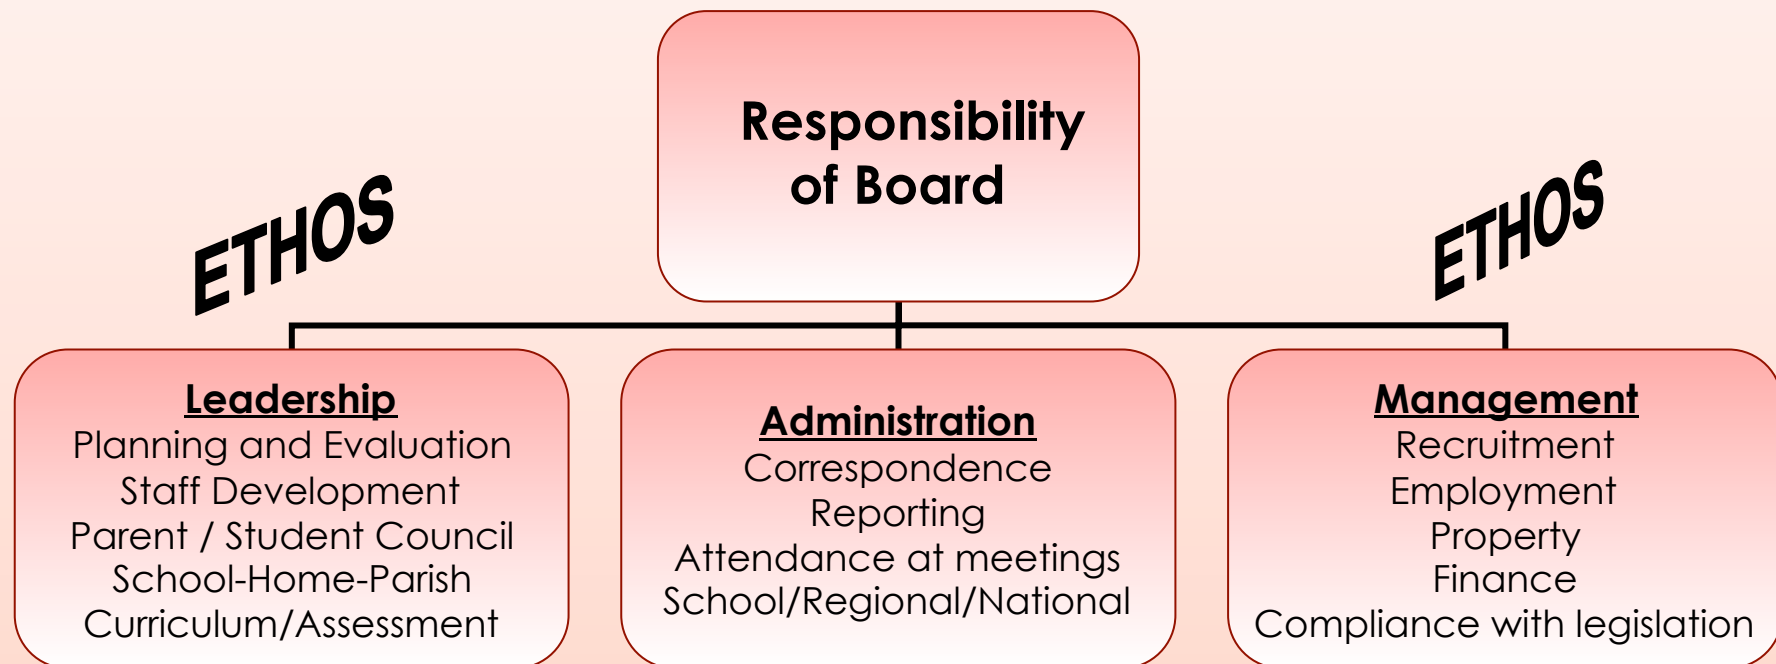 Responsibility
of Board
ETHOS
ETHOS
Leadership
Planning and Evaluation
Staff Development
Parent / Student Council
School-Home-Parish
Curriculum/Assessment
Administration
Correspondence
Reporting
Attendance at meetings
School/Regional/National
Management
Recruitment
Employment
Property
Finance
Compliance with legislation